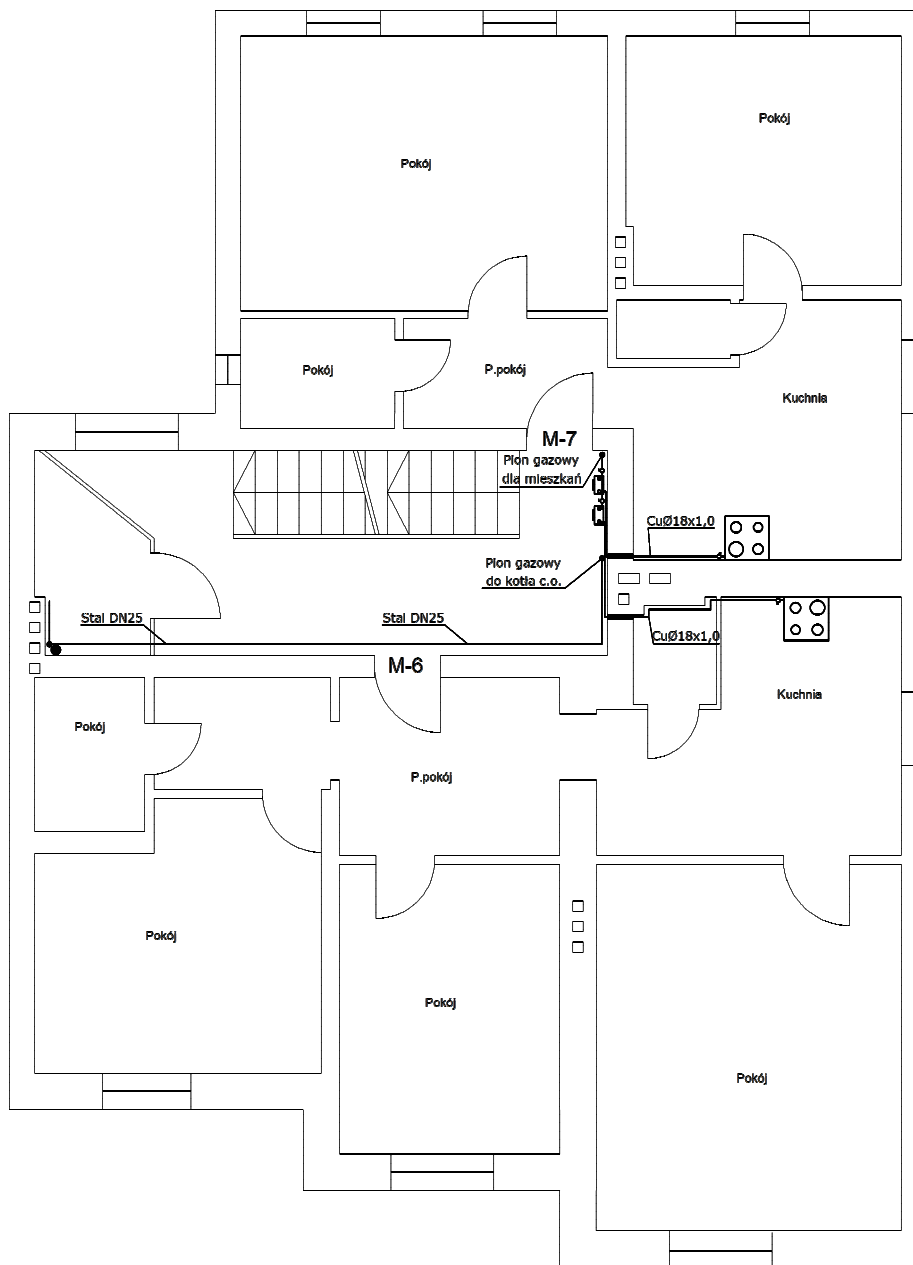 Pokój
Pokój
Pokój
P.pokój
Kuchnia
M-7
Pion gazowy
dla mieszkań
CuØ18x1,0
Pion gazowy
do kotła c.o.
Stal DN25
Stal DN25
CuØ18x1,0
M-6
Kuchnia
Pokój
P.pokój
Pokój
Pokój
Pokój